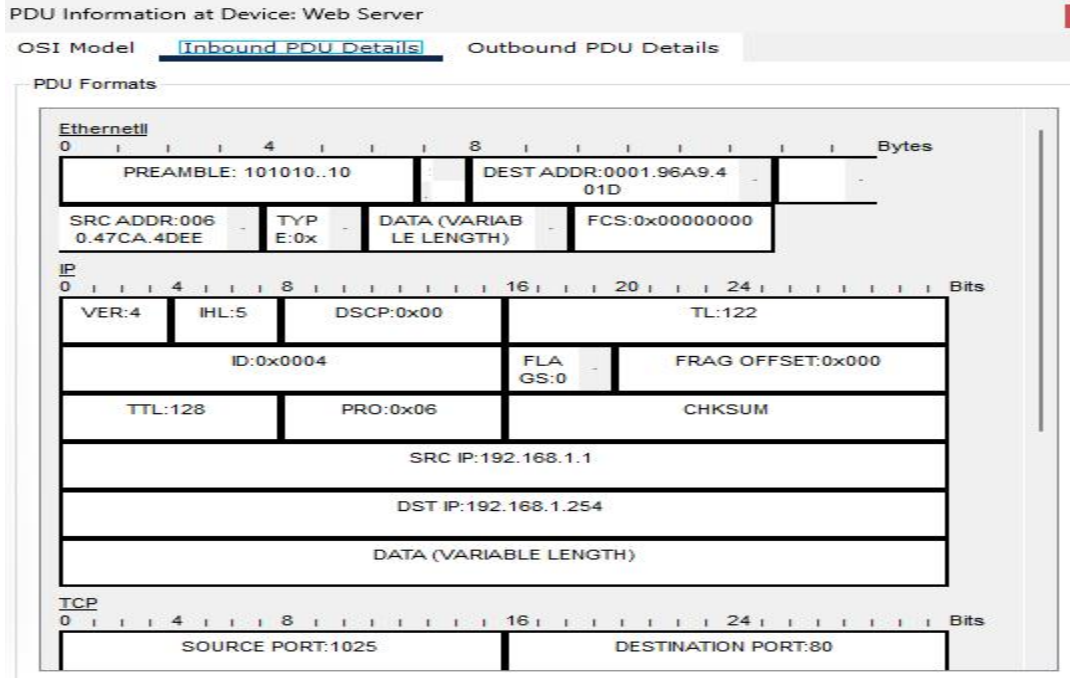 PDU Information at Device: Web Server
OSI Model Inbound PDU Details Outbound PDU Details
PDU Formats
EthernetII
0 4 8 Bytes
PREAMBLE: 101010..10 DEST ADDR:0001.96A9.4
01D
SRC ADDR:006 TYP DATA (VARIAB FCS:0x00000000
0.47CA.4DEE E:0x LE LENGTH)
IP
0 4 8 16 20 24 Bits
VER:4 IHL:5 DSCP:0x00 TL:122
ID:0x0004 FLA FRAG OFFSET:0x000
GS:0
TTL:128 PRO:0x06 CHKSUM
SRC IP:192.168.1.1
DST IP:192.168.1.254
DATA (VARIABLE LENGTH)
TCP
0 4 8 16 24 Bits
SOURCE PORT:1025 DESTINATION PORT:80